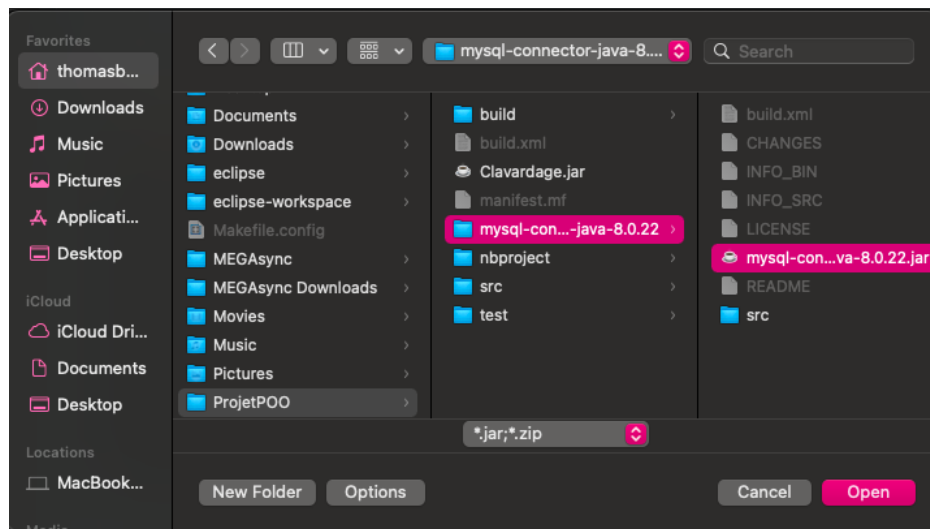 Favorites
thomasb...
Downloads
Music
Pictures
Applicati...
Desktop
iCloud
iCloud Dri...
Documents
Desktop
Locations
MacBook...
Media
mysql-connector-java-8....
Search
Documents
Downloads
eclipse
eclipse-workspace
Makefile.config
MEGAsync
MEGAsync Downloads
Movies
Music
Pictures
ProjetPOO
build
build.xml
Clavardage.jar
manifest.mf
mysql-con...-java-8.0.22
nbproject
src
test
build.xml
CHANGES
INFO_BIN
INFO_SRC
LICENSE
mysql-con...va-8.0.22.jar
README
src
*.jar;*.zip
New Folder
Options
Cancel
Open